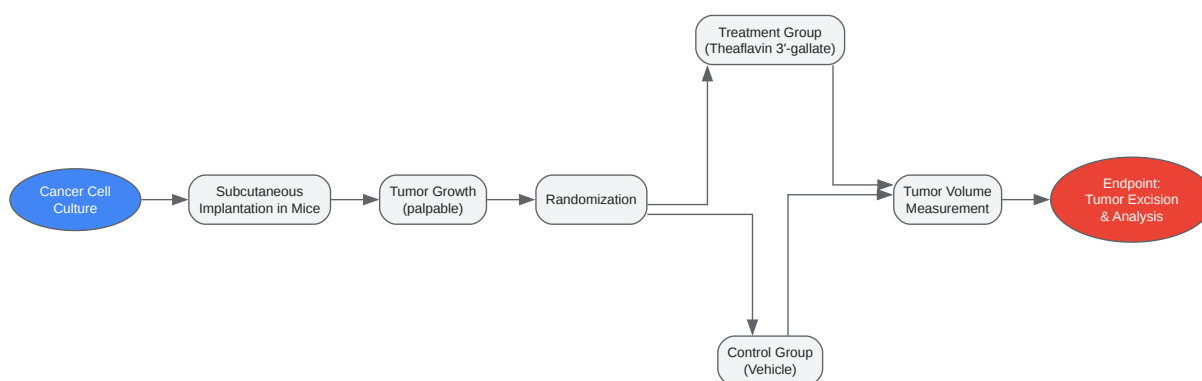 Cancer Cell
Culture
Subcutaneous
Implantation in Mice
Tumor Growth
(palpable)
Randomization
Treatment Group
(Theaflavin 3'-gallate)
Control Group
(Vehicle)
Tumor Volume
Measurement
Endpoint:
Tumor Excision
& Analysis